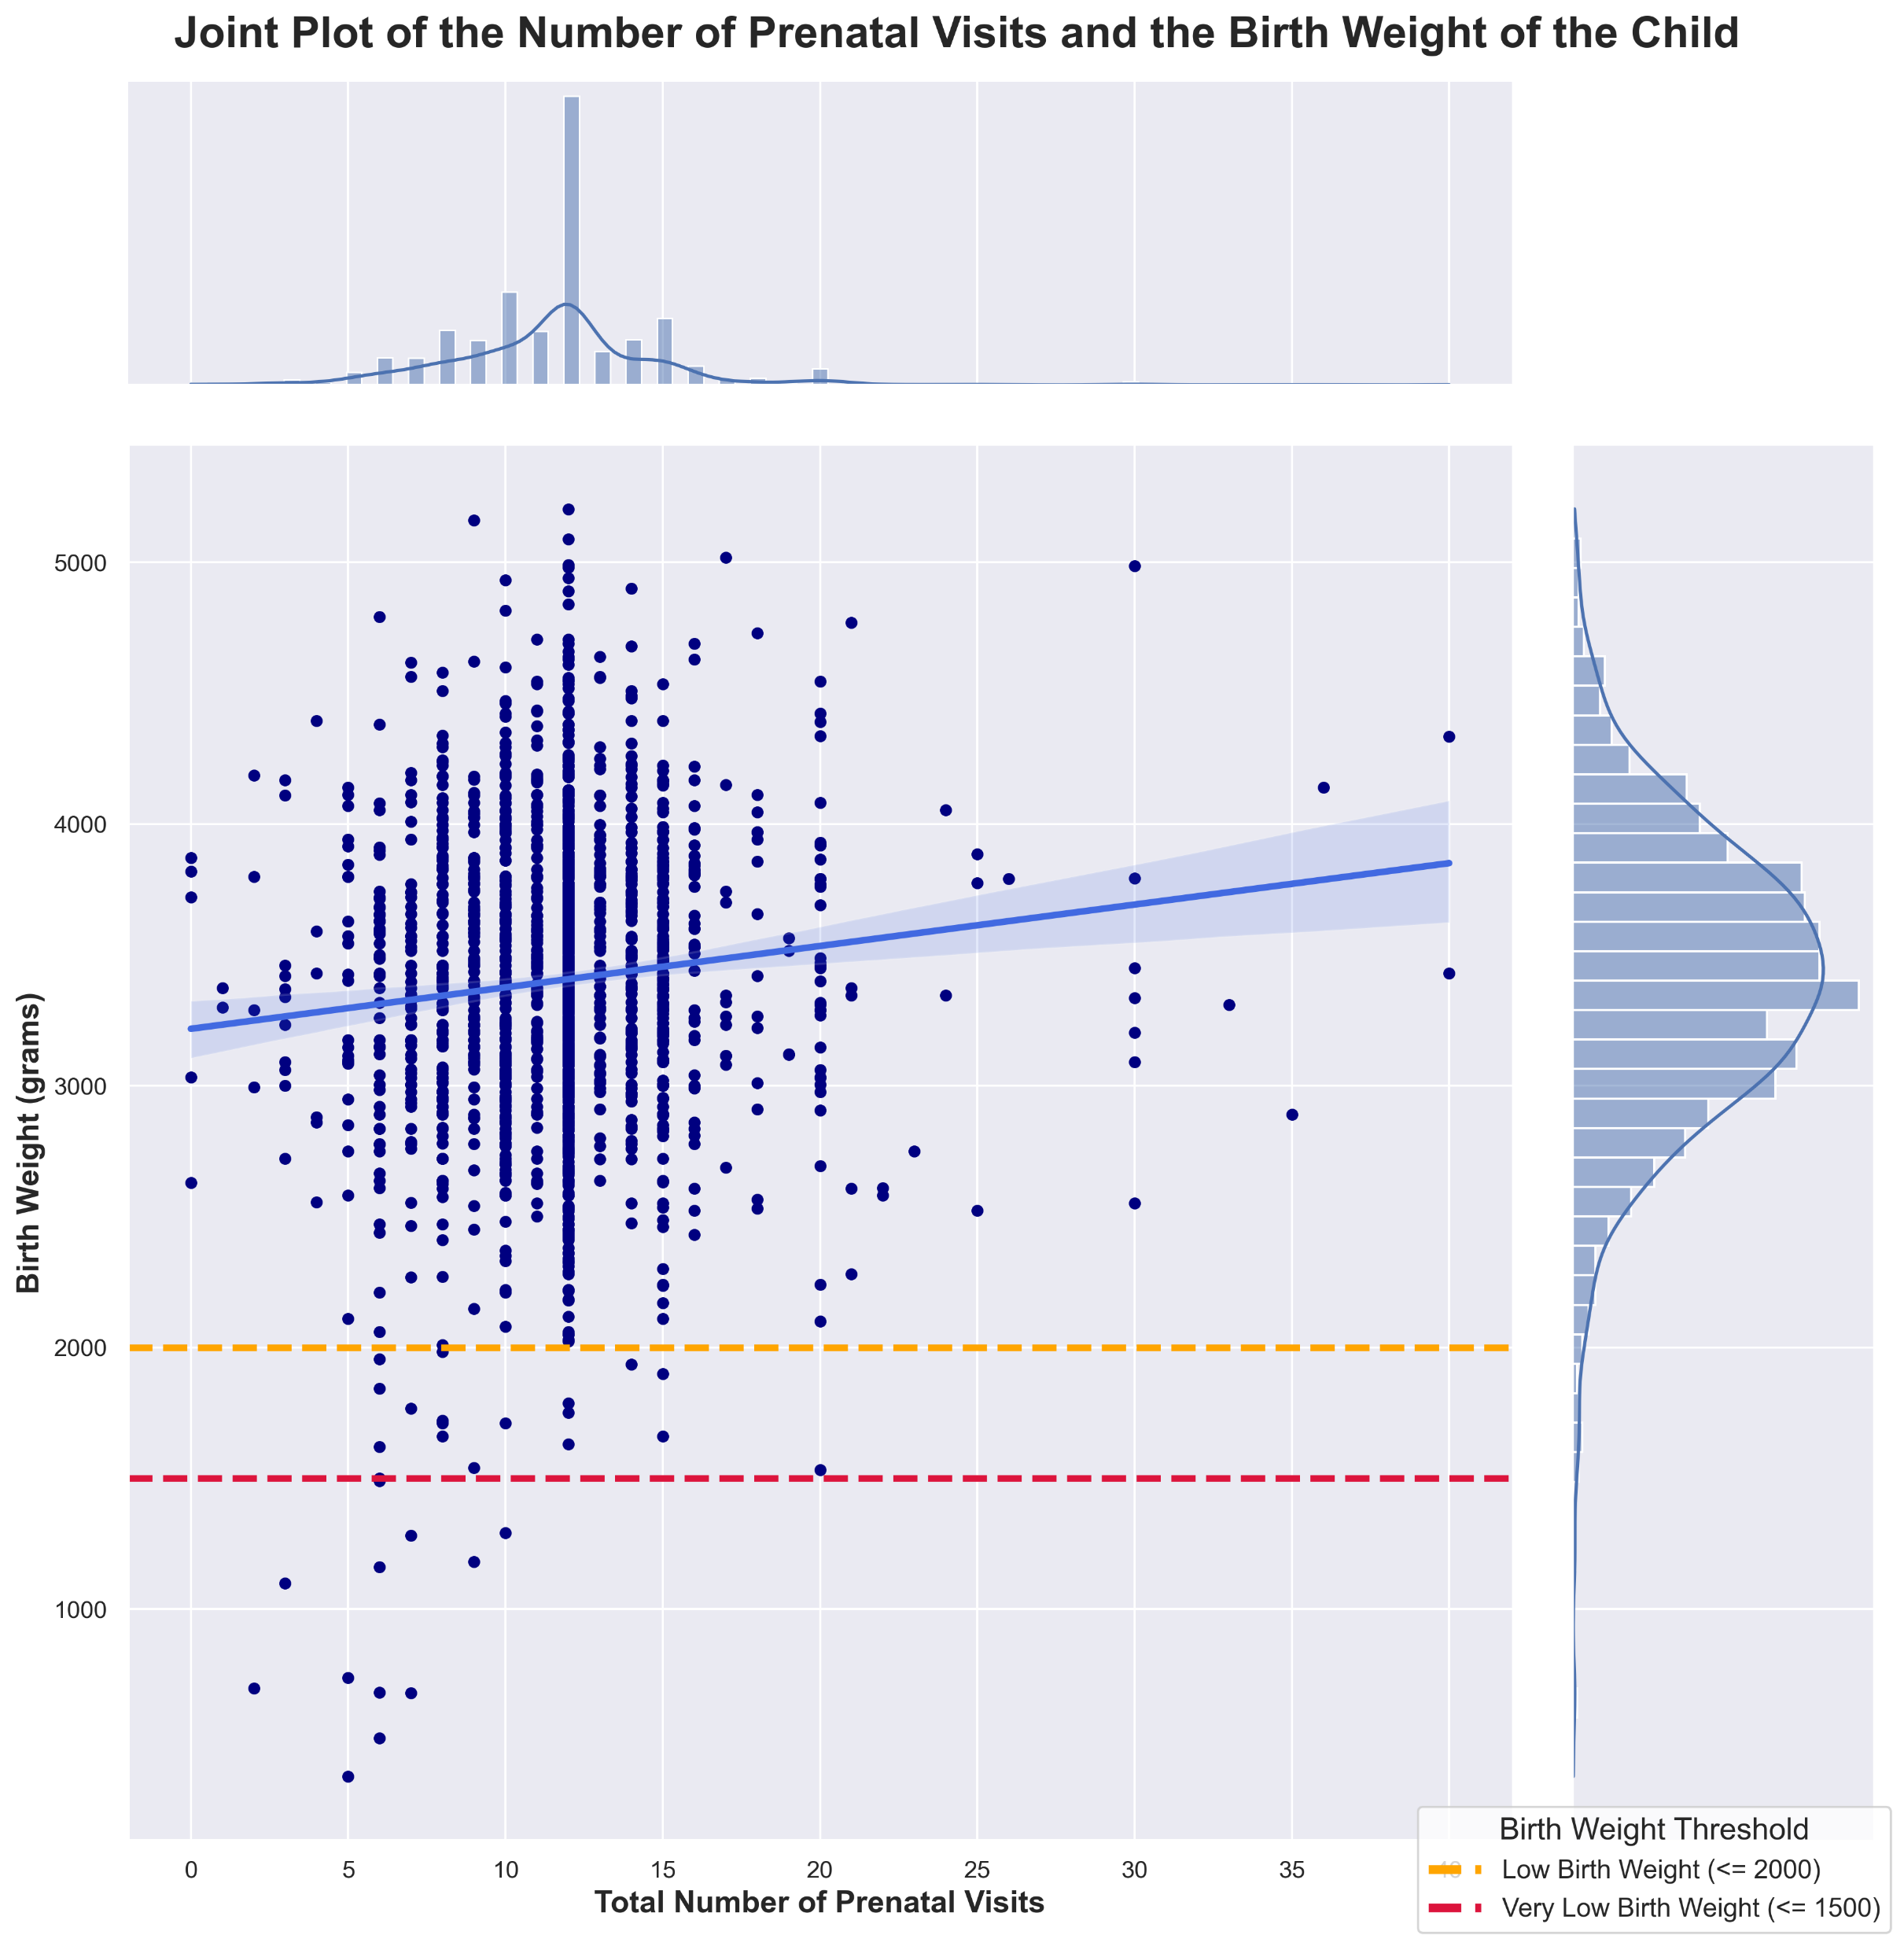 Joint Plot of the Number of Prenatal Visits and the Birth Weight of the Child
5000
4000
3000
2000
1000
Birth Weight (grams)
0 5 10 15 20 25 30 35 40
Total Number of Prenatal Visits
Birth Weight Threshold
Low Birth Weight (<= 2000)
Very Low Birth Weight (<= 1500)